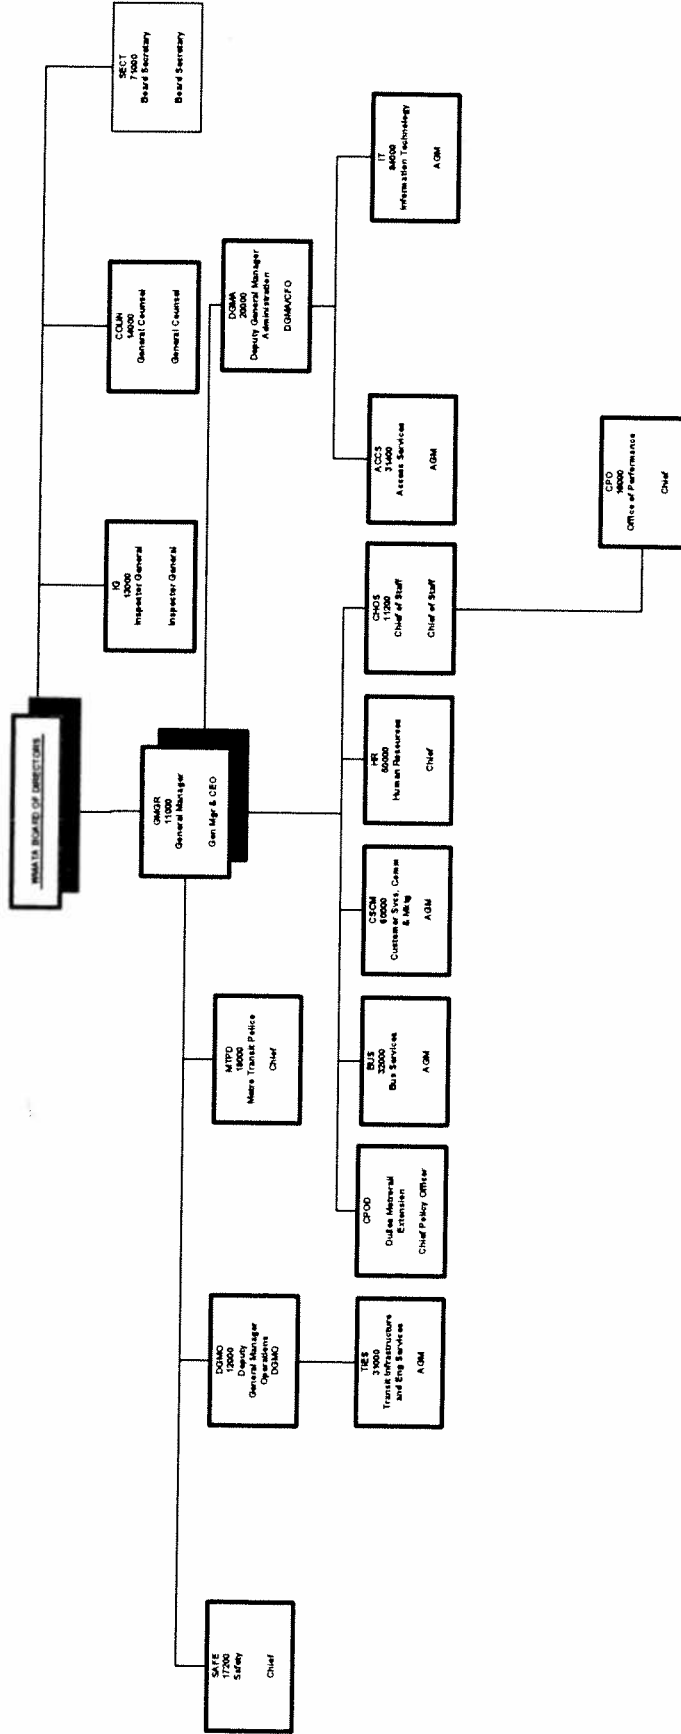 WMATA BOARD OF DIRECTORS
GMGR
11000
General Manager
Gen Mgr & CEO
IG
13000
Inspector General
Inspector General
COUN
14000
General Counsel
General Counsel
SECT
71000
Board Secretary
Board Secretary
SAFE
17200
Safety
Chief
DGMO
12000
Deputy
General Manager
Operations
DGMO
MTPD
18000
Metro Transit Police
Chief
DGMA
20000
Deputy General Manager
Administration
DGMA/CFO
TIES
31000
Transit Infrastructure
and Eng Services
AGM
CPOD
Dulles Metrorail
Extension
Chief Policy Officer
BUS
32000
Bus Services
AGM
CSCM
60000
Customer Svcs, Comm
& Mktg
AGM
HR
50000
Human Resources
Chief
CHOS
11200
Chief of Staff
Chief of Staff
ACCS
31400
Access Services
AGM
IT
Information Technology
AGM
CPO
16000
Office of Performance
Chief